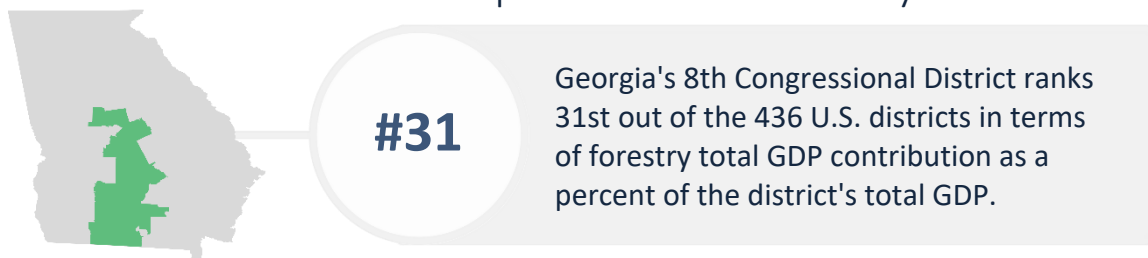 #31
Georgia's 8th Congressional District ranks
31st out of the 436 U.S. districts in terms
of forestry total GDP contribution as a
percent of the district's total GDP.